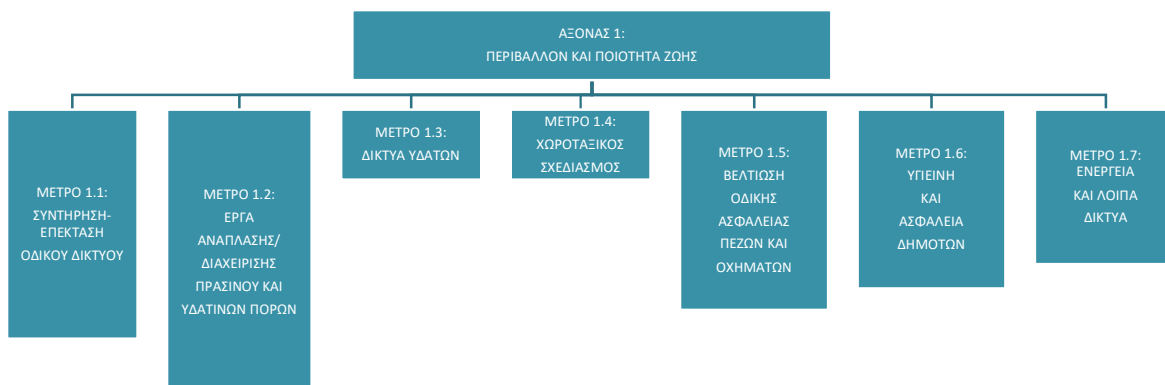 ΑΞΟΝΑΣ 1:
ΠΕΡΙΒΑΛΛΟΝ ΚΑΙ ΠΟΙΟΤΗΤΑ ΖΩΗΣ
ΜΕΤΡΟ 1.1:
ΣΥΝΤΗΡΗΣΗ-
ΕΠΕΚΤΑΣΗ
ΟΔΙΚΟΥ ΔΙΚΤΥΟΥ
ΜΕΤΡΟ 1.2:
ΕΡΓΑ
ΑΝΑΠΛΑΣΗΣ/
ΔΙΑΧΕΙΡΙΣΗΣ
ΠΡΑΣΙΝΟΥ ΚΑΙ
ΥΔΑΤΙΝΩΝ ΠΟΡΩΝ
ΜΕΤΡΟ 1.3:
ΔΙΚΤΥΑ ΥΔΑΤΩΝ
ΜΕΤΡΟ 1.4:
ΧΩΡΟΤΑΞΙΚΟΣ
ΣΧΕΔΙΑΣΜΟΣ
ΜΕΤΡΟ 1.5:
ΒΕΛΤΙΩΣΗ
ΟΔΙΚΗΣ
ΑΣΦΑΛΕΙΑΣ
ΠΕΖΩΝ ΚΑΙ
ΟΧΗΜΑΤΩΝ
ΜΕΤΡΟ 1.6:
ΥΓΙΕΙΝΗ
ΚΑΙ
ΑΣΦΑΛΕΙΑ
ΔΗΜΟΤΩΝ
ΜΕΤΡΟ 1.7:
ΕΝΕΡΓΕΙΑ
ΚΑΙ ΛΟΙΠΑ
ΔΙΚΤΥΑ